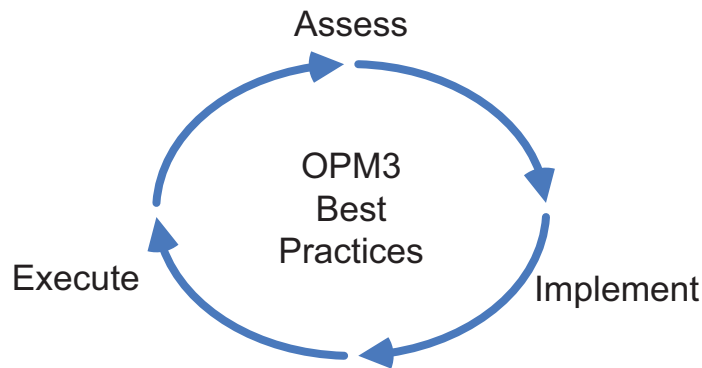 Assess
OPM3
Best
Practices
Execute
Implement